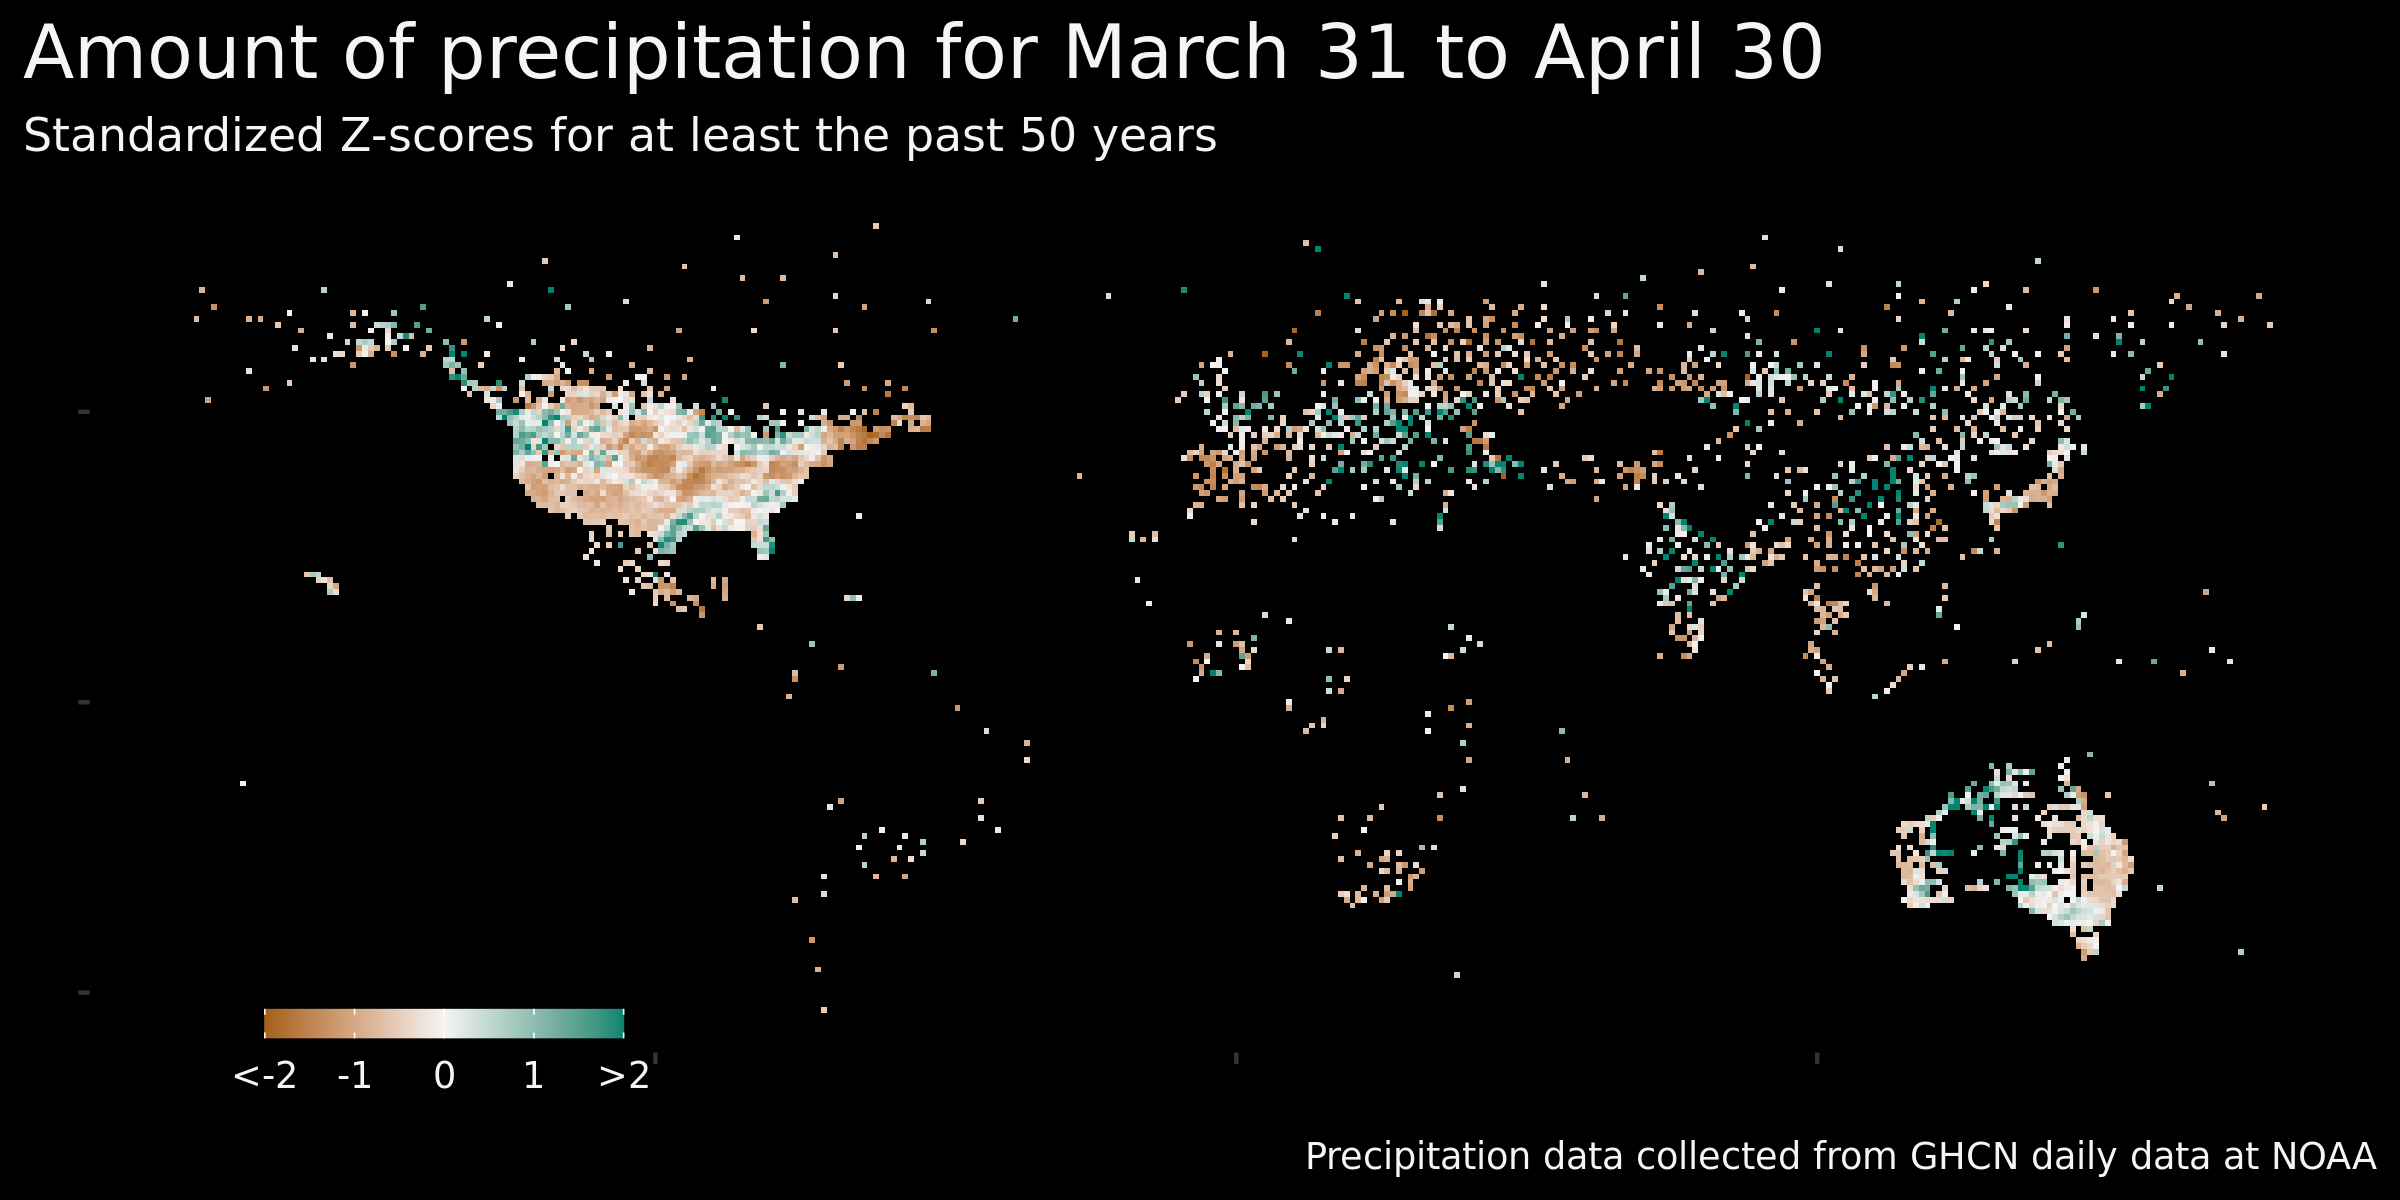 Amount of precipitation for March 31 to April 30
Standardized Z-scores for at least the past 50 years
<-2 -1 0 1 >2
Precipitation data collected from GHCN daily data at NOAA